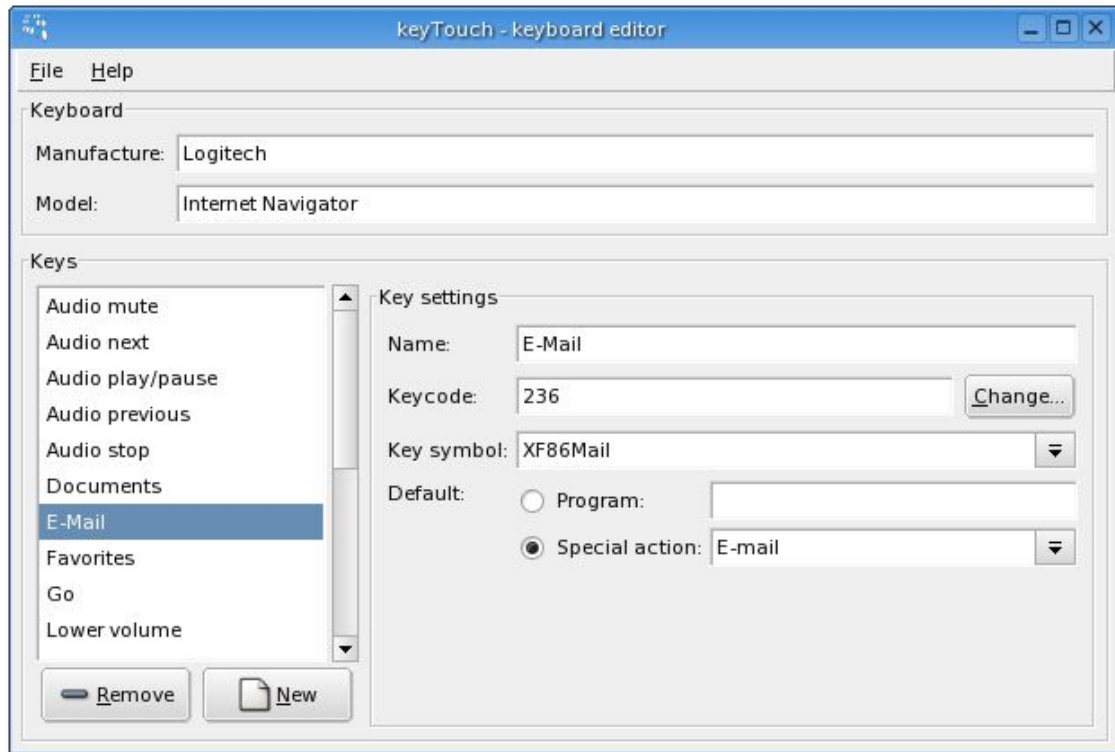 keyTouch - keyboard editor
File Help
Keyboard
Manufacture: Logitech
Model: Internet Navigator
Keys
Audio mute
Audio next
Audio play/pause
Audio previous
Audio stop
Documents
E-Mail
Favorites
Go
Lower volume
Remove New
Key settings
Name: E-Mail
Keycode: 236 Change...
Key symbol: XF86Mail
Default: Program:
Special action: E-mail